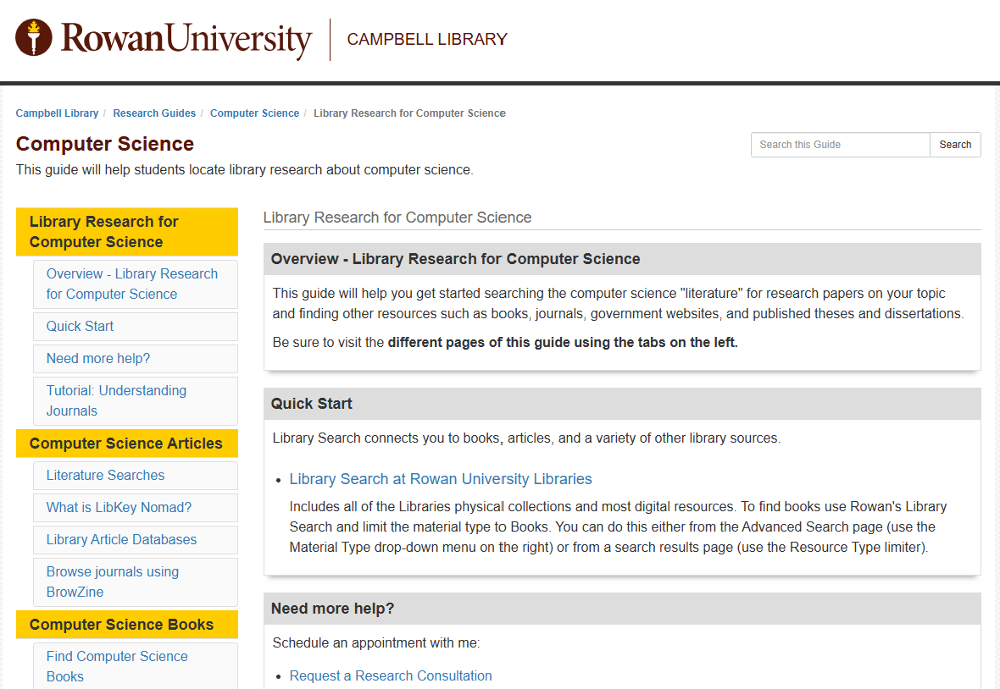 RowanUniversity
CAMPBELL LIBRARY
Campbell Library / Research Guides / Computer Science / Library Research for Computer Science
Computer Science
Search this Guide
Search
This guide will help students locate library research about computer science.
Library Research for
Computer Science
Overview - Library Research
for Computer Science
Quick Start
Need more help?
Tutorial: Understanding
Journals
Computer Science Articles
Literature Searches
What is LibKey Nomad?
Library Article Databases
Browse journals using
BrowZine
Computer Science Books
Find Computer Science
Books
Library Research for Computer Science
Overview - Library Research for Computer Science
This guide will help you get started searching the computer science "literature" for research papers on your topic
and finding other resources such as books, journals, government websites, and published theses and dissertations.
Be sure to visit the different pages of this guide using the tabs on the left.
Quick Start
Library Search connects you to books, articles, and a variety of other library sources.
• Library Search at Rowan University Libraries
Includes all of the Libraries physical collections and most digital resources. To find books use Rowan's Library
Search and limit the material type to Books. You can do this either from the Advanced Search page (use the
Material Type drop-down menu on the right) or from a search results page (use the Resource Type limiter).
Need more help?
Schedule an appointment with me:
• Request a Research Consultation